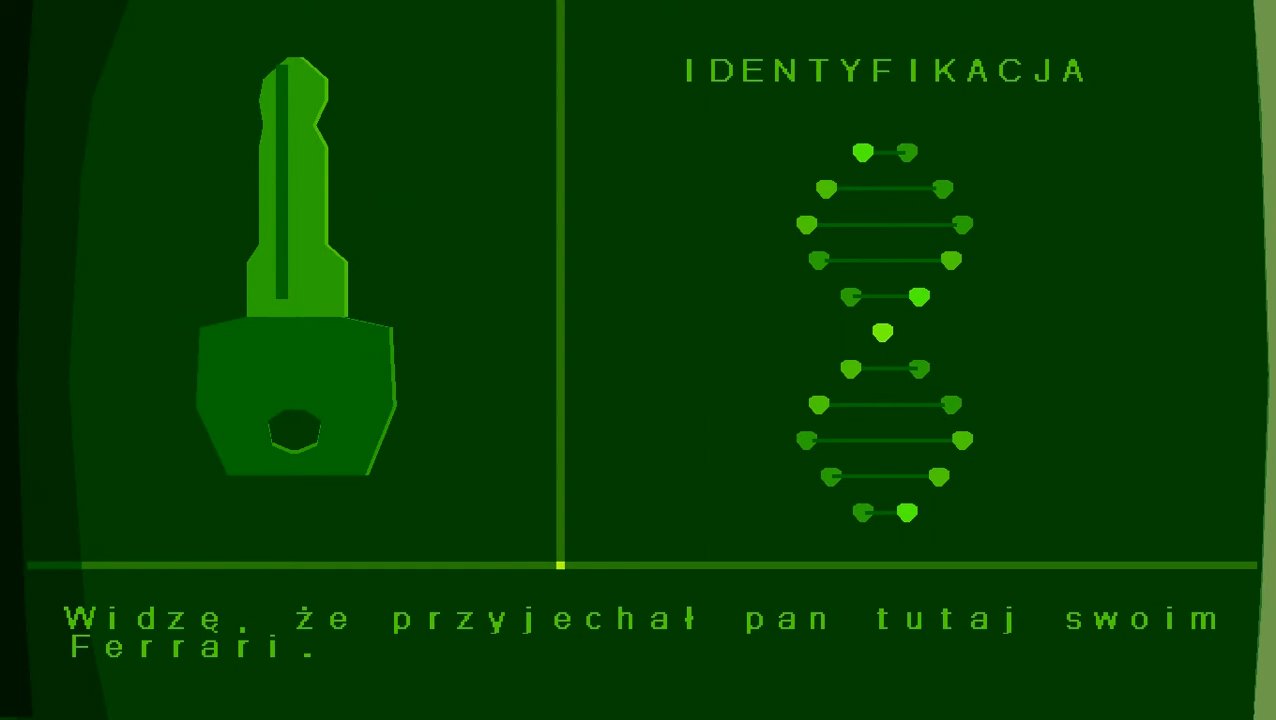 IDENTYFIKACJA
Widzę, że przyjechał pan tutaj swoim
Ferrari.